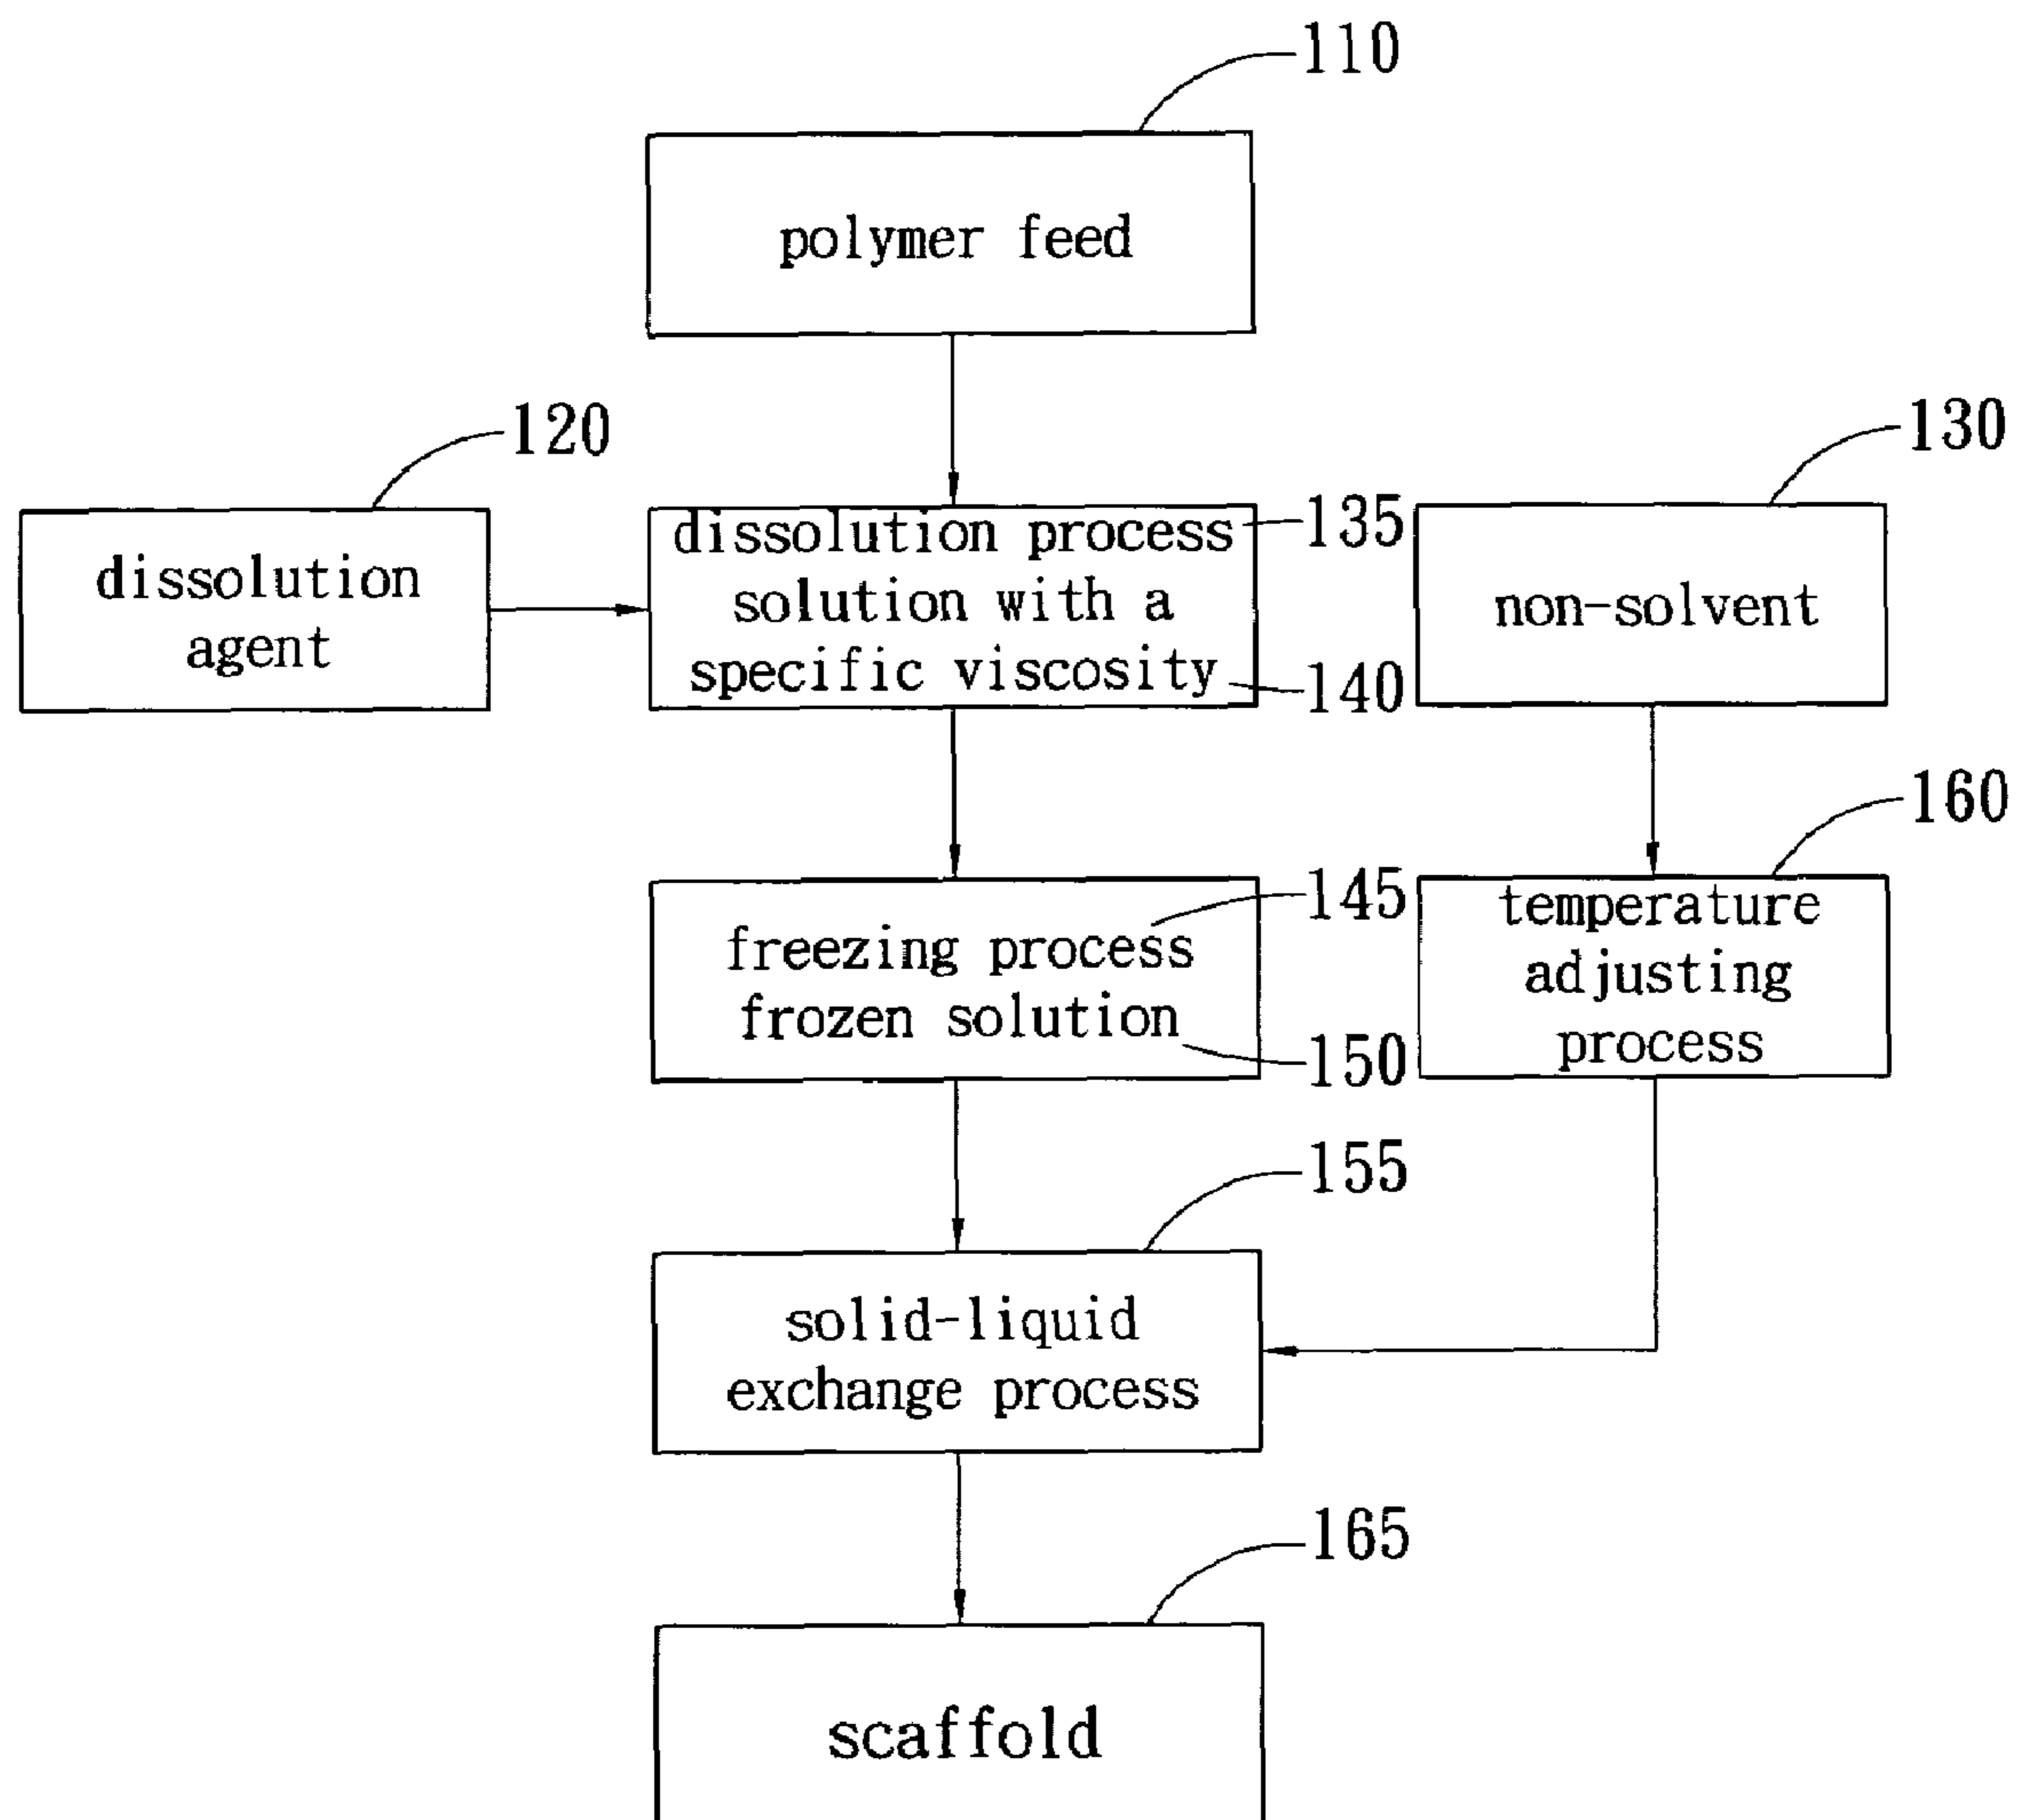 110
polymer feed
120
130
dissolution
agent
dissolution process
135
solution with a
specific viscosity
140
non-solvent
160
freezing process
145
frozen solution
150
temperature
adjusting
process
155
solid-liquid
exchange process
165
scaffold